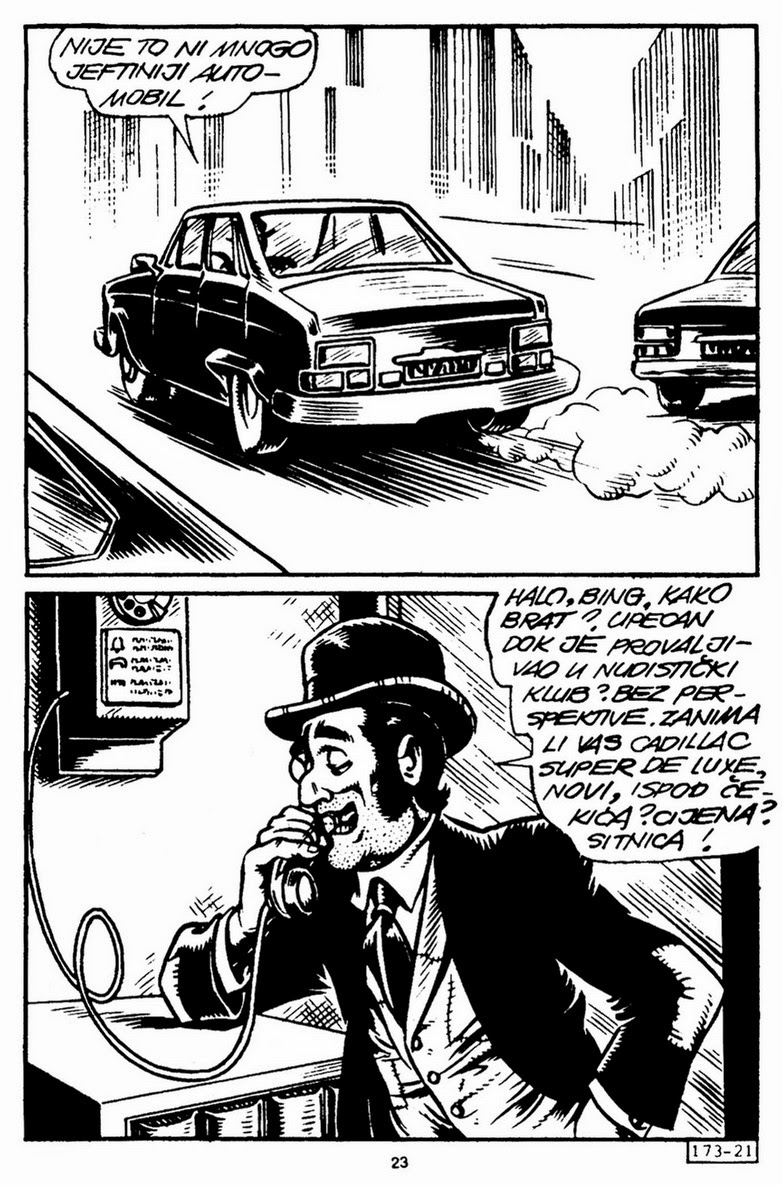 NIJE TO NI MNOGO
JEFTINIJI AUTO-
MOBIL!
HALO, BING, KAKO
BRAT? UPECAN
DOK JE PROVALJI-
VAO U NUDISTIČKI
KLUB? BEZ PER-
SPEKTIVE. ZANIMA
LI VAS CADILLAC
SUPER DE LUXE,
NOVI, ISPOD ČE-
KIĆA? CIJENA?
SITNICA!
173-21
23